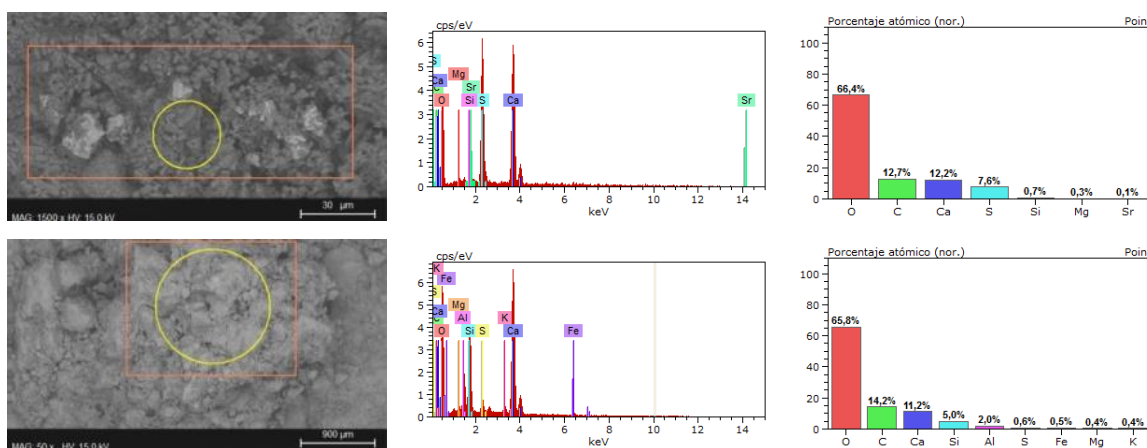 MAG: 1500 x HV: 15.0 kV
30 µm
cps/eV
6
5
4
3
2
1
0
S
Ca
C
O
Mg
Sr
Si
S
Ca
Sr
2
4
6
8
10
12
14
keV
Porcentaje atómico (nor.)
Poin
100
80
60
40
20
0
66,4%
12,7%
12,2%
7,6%
0,7%
0,3%
0,1%
O
C
Ca
S
Si
Mg
Sr
MAG: 50 x HV: 15.0 kV
900 µm
cps/eV
6
5
4
3
2
1
0
K
Fe
S
Ca
C
O
Mg
Al
Si
S
K
Ca
Fe
2
4
6
8
10
12
14
keV
Porcentaje atómico (nor.)
Poin
100
80
60
40
20
0
65,8%
14,2%
11,2%
5,0%
2,0%
0,6%
0,5%
0,4%
0,4%
O
C
Ca
Si
Al
S
Fe
Mg
K